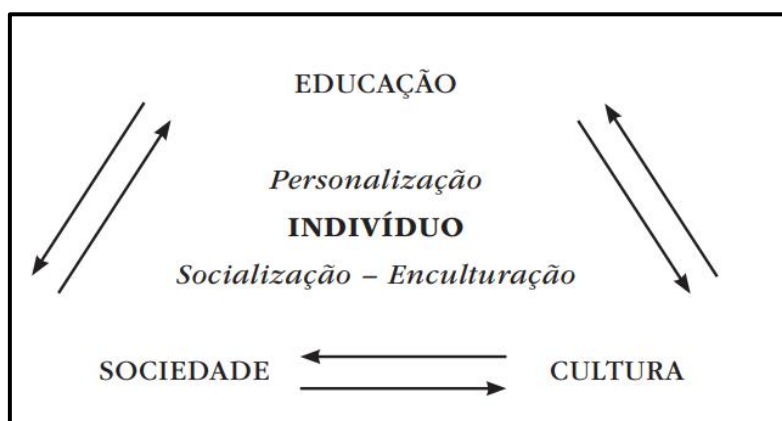 EDUCAÇÃO
Personalização
INDIVÍDUO
Socialização – Enculturação
SOCIEDADE
CULTURA